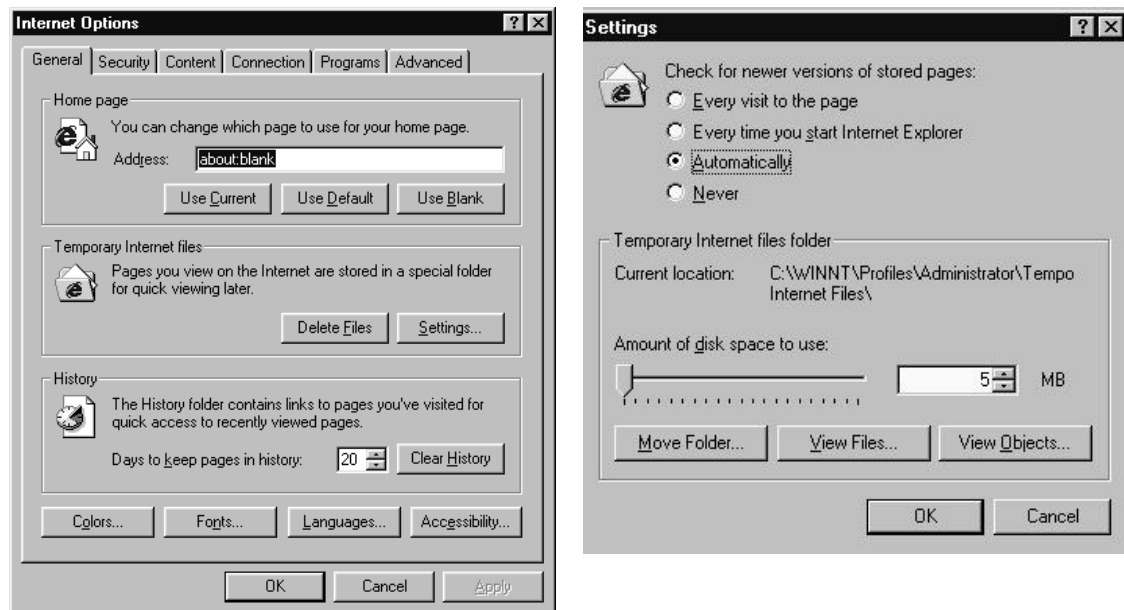 Internet Options
General Security Content Connection Programs Advanced
Home page
You can change which page to use for your home page.
Address: about:blank
Use Current Use Default Use Blank
Temporary Internet files
Pages you view on the Internet are stored in a special folder
for quick viewing later.
Delete Files Settings...
History
The History folder contains links to pages you've visited for
quick access to recently viewed pages.
Days to keep pages in history: 20 Clear History
Colors... Fonts... Languages... Accessibility...
OK Cancel Apply
Settings
Check for newer versions of stored pages:
Every visit to the page
Every time you start Internet Explorer
Automatically
Never
Temporary Internet files folder
Current location: C:\WINNT\Profiles\Administrator\Tempo
Internet Files\
Amount of disk space to use:
5 MB
Move Folder... View Files... View Objects...
OK Cancel